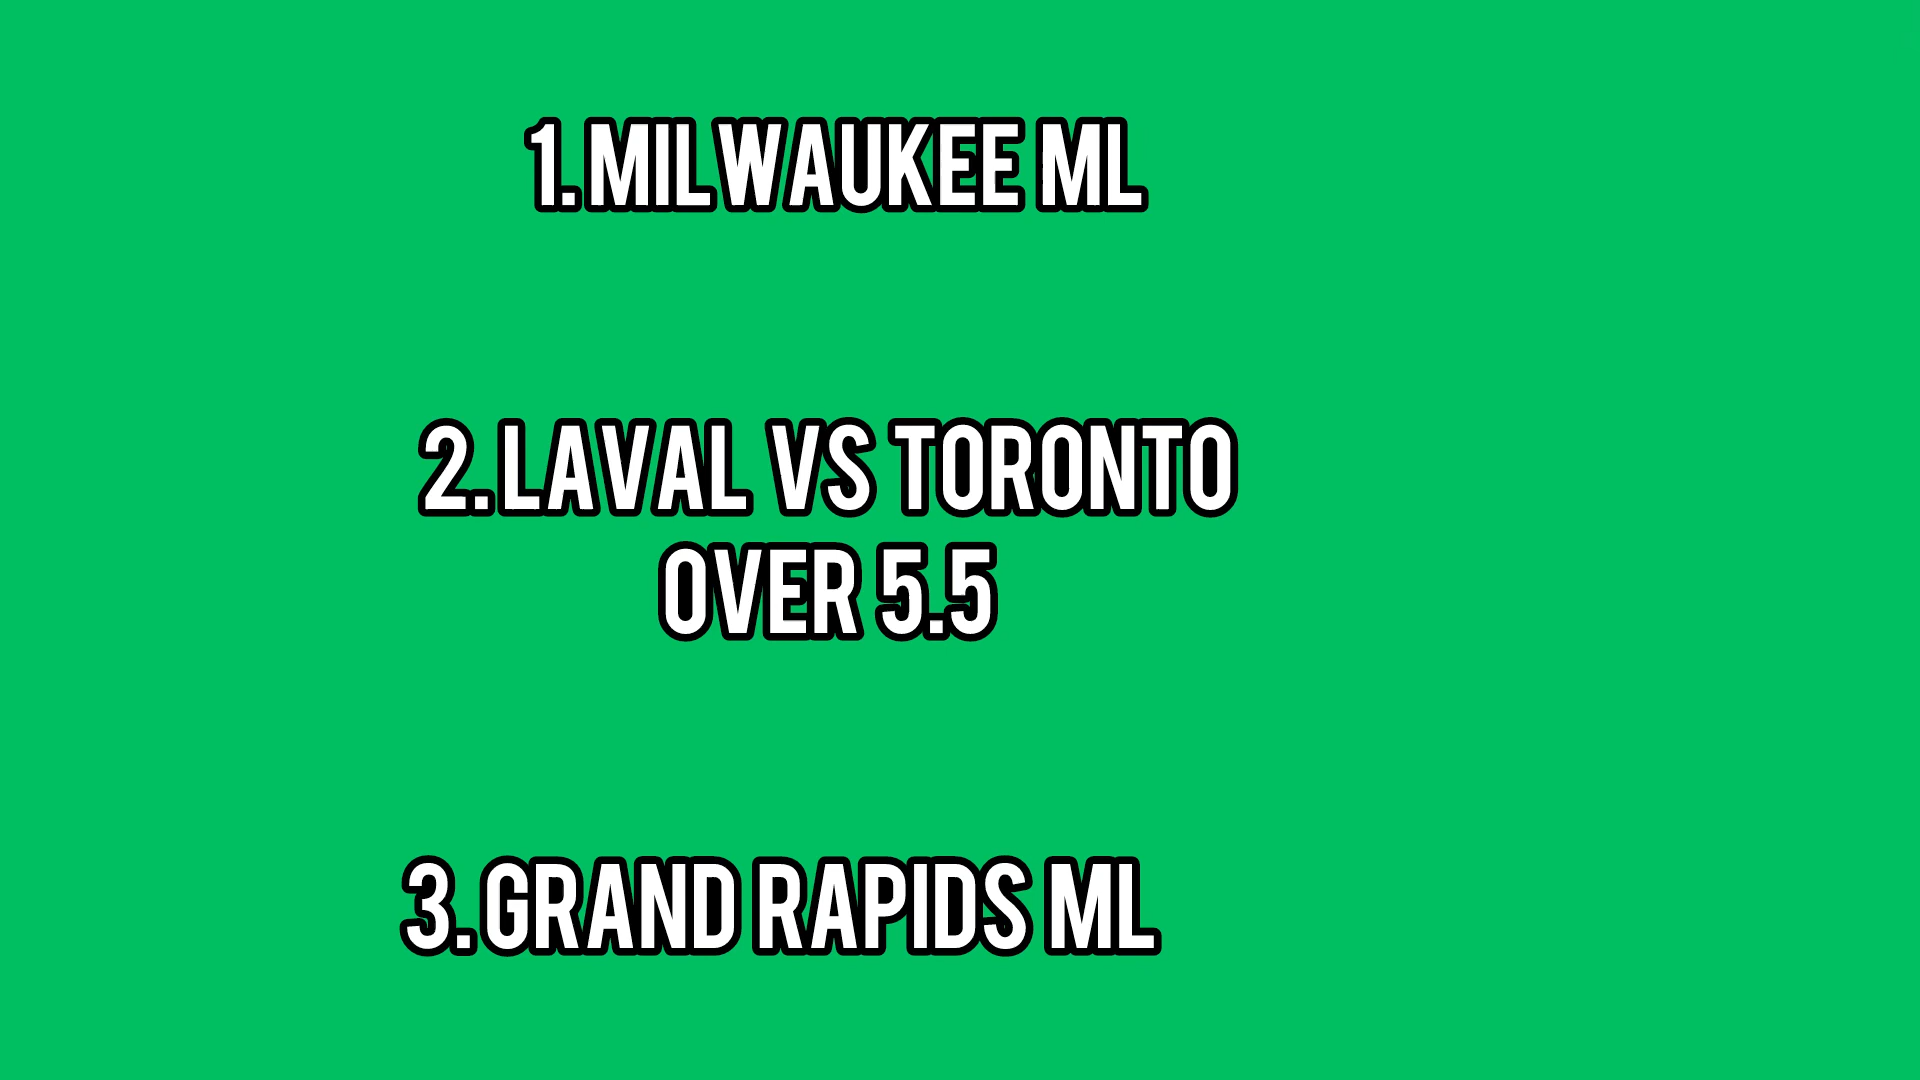 1. MILWAUKEE ML
2. LAVAL VS TORONTO
OVER 5.5
3. GRAND RAPIDS ML